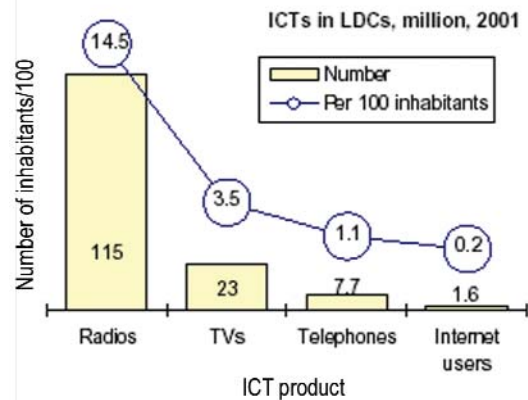 ICTs in LDCs, million, 2001
Number
Per 100 inhabitants
Number of inhabitants/100
14.5
3.5
1.1
0.2
115
23
7.7
1.6
Radios
TVs
Telephones
Internet
users
ICT product